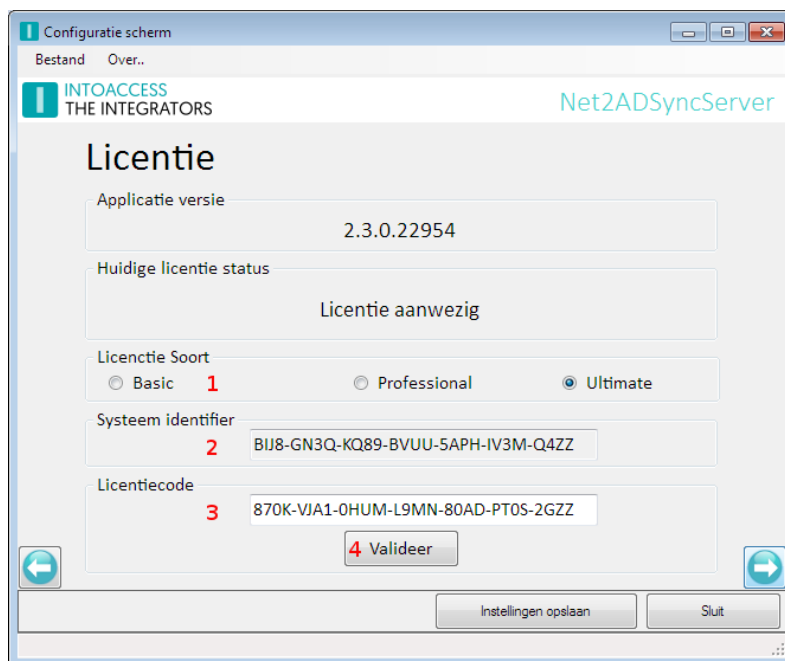 Configuratie scherm
Bestand Over..
INTOACCESS
THE INTEGRATORS
Net2ADSyncServer
Licentie
Applicatie versie
2.3.0.22954
Huidige licentie status
Licentie aanwezig
Licenctie Soort
Basic 1 Professional Ultimate
Systeem identifier
2 BIJ8-GN3Q-KQ89-BVUU-5APH-IV3M-Q4ZZ
Licentiecode
3 870K-VJA1-0HUM-L9MN-80AD-PT0S-2GZZ
4 Valideer
Instellingen opslaan Sluit